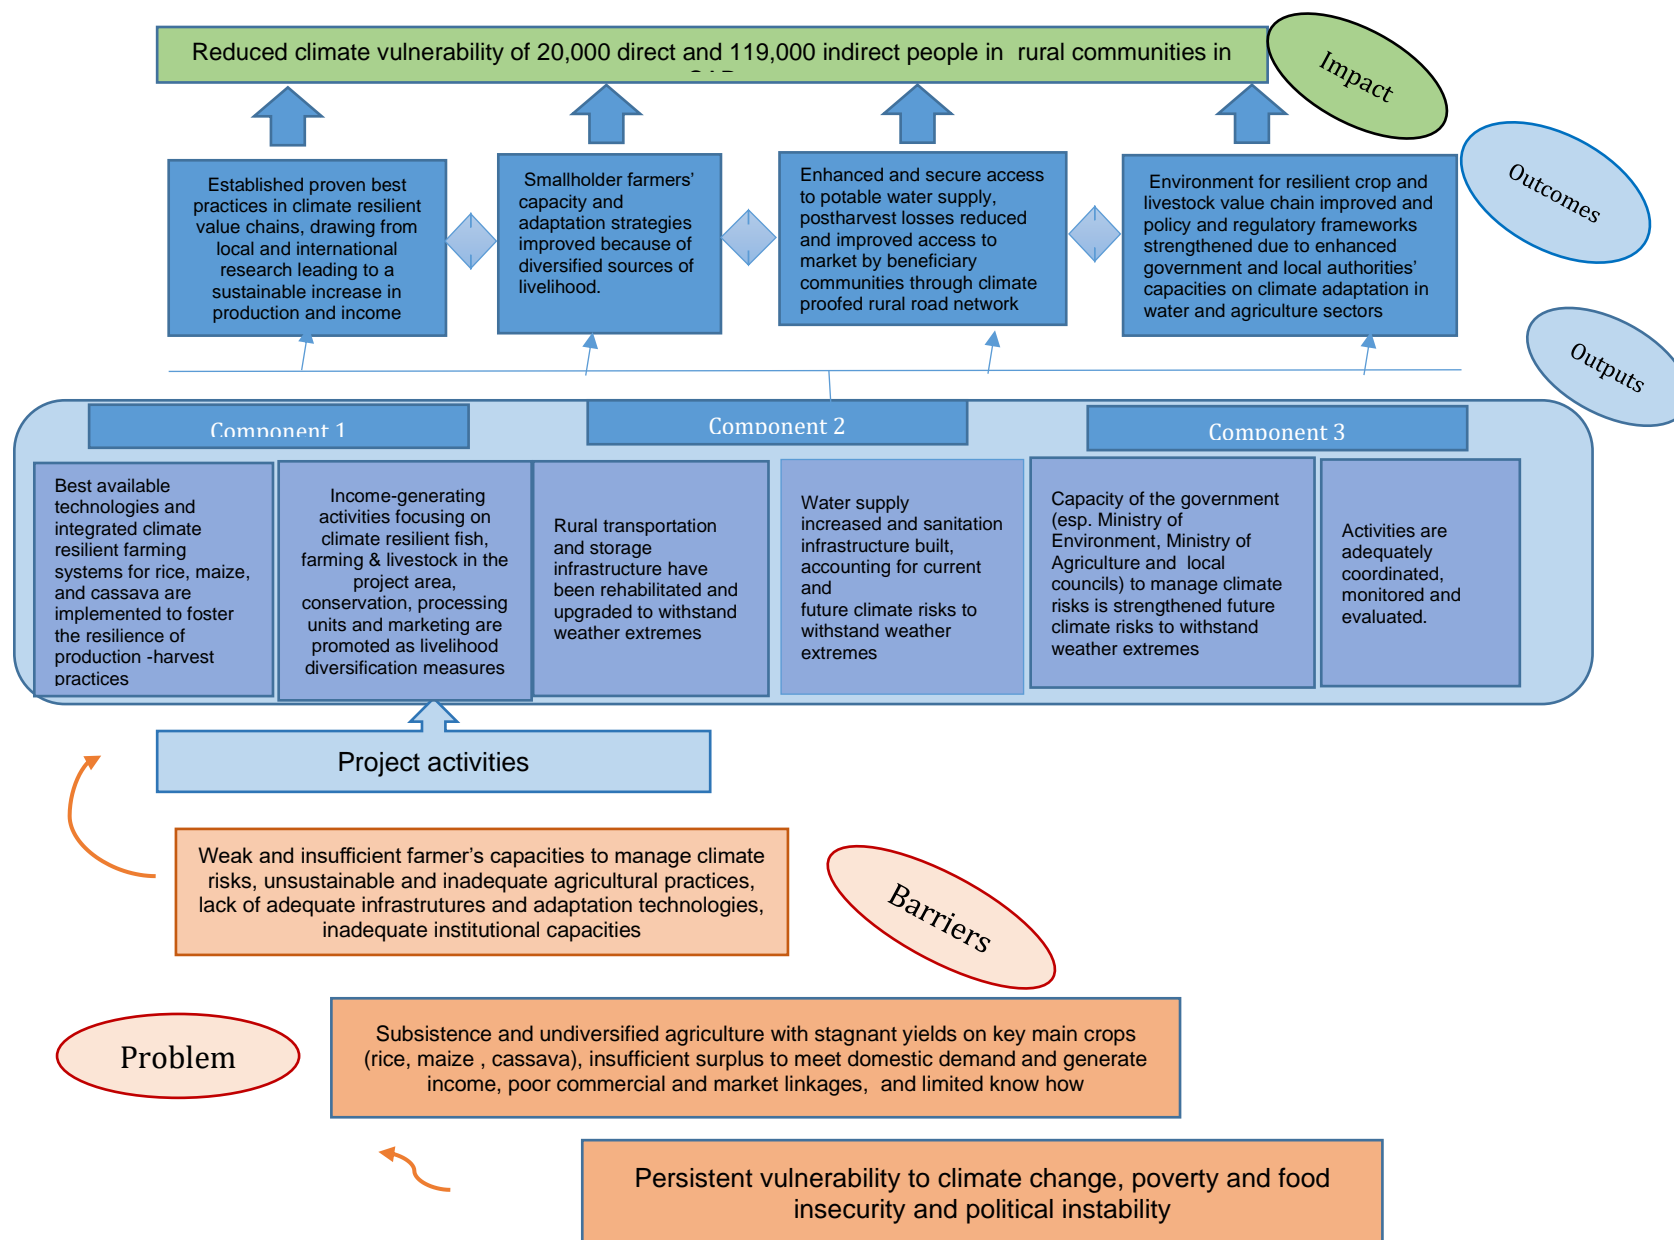 Reduced climate vulnerability of 20,000 direct and 119,000 indirect people in rural communities in
Impact
Outcomes
Established proven best
practices in climate resilient
value chains, drawing from
local and international
research leading to a
sustainable increase in
production and income
Smallholder farmers’
capacity and
adaptation strategies
improved because of
diversified sources of
livelihood.
Enhanced and secure access
to potable water supply,
postharvest losses reduced
and improved access to
market by beneficiary
communities through climate
proofed rural road network
Environment for resilient crop and
livestock value chain improved and
policy and regulatory frameworks
strengthened due to enhanced
government and local authorities’
capacities on climate adaptation in
water and agriculture sectors
Outputs
Component 1
Component 2
Component 3
Best available
technologies and
integrated climate
resilient farming
systems for rice, maize,
and cassava are
implemented to foster
the resilience of
production -harvest
practices
Income-generating
activities focusing on
climate resilient fish,
farming & livestock in the
project area,
conservation, processing
units and marketing are
promoted as livelihood
diversification measures
Rural transportation
and storage
infrastructure have
been rehabilitated and
upgraded to withstand
weather extremes
Water supply
increased and sanitation
infrastructure built,
accounting for current
and
future climate risks to
withstand weather
extremes
Capacity of the government
(esp. Ministry of
Environment, Ministry of
Agriculture and local
councils) to manage climate
risks is strengthened future
climate risks to withstand
weather extremes
Activities are
adequately
coordinated,
monitored and
evaluated.
Project activities
Weak and insufficient farmer’s capacities to manage climate
risks, unsustainable and inadequate agricultural practices,
lack of adequate infrastrutures and adaptation technologies,
inadequate institutional capacities
Barriers
Problem
Subsistence and undiversified agriculture with stagnant yields on key main crops
(rice, maize , cassava), insufficient surplus to meet domestic demand and generate
income, poor commercial and market linkages, and limited know how
Persistent vulnerability to climate change, poverty and food
insecurity and political instability